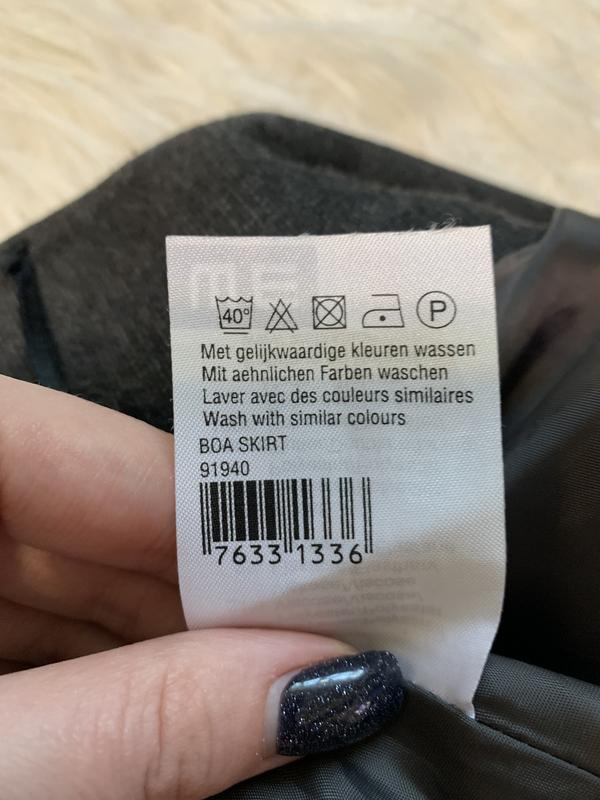 40°
P
Met gelijkwaardige kleuren wassen
Mit aehnlichen Farben waschen
Laver avec des couleurs similaires
Wash with similar colours
BOA SKIRT
91940
7633 1336